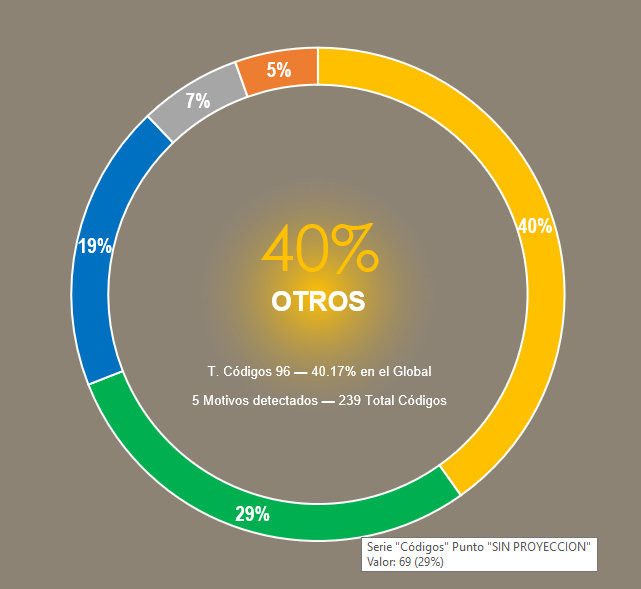 5%
7%
40%
19%
40%
OTROS
T. Códigos 96 — 40.17% en el Global
5 Motivos detectados — 239 Total Códigos
29%
Serie "Códigos" Punto "SIN PROYECCION"
Valor: 69 (29%)